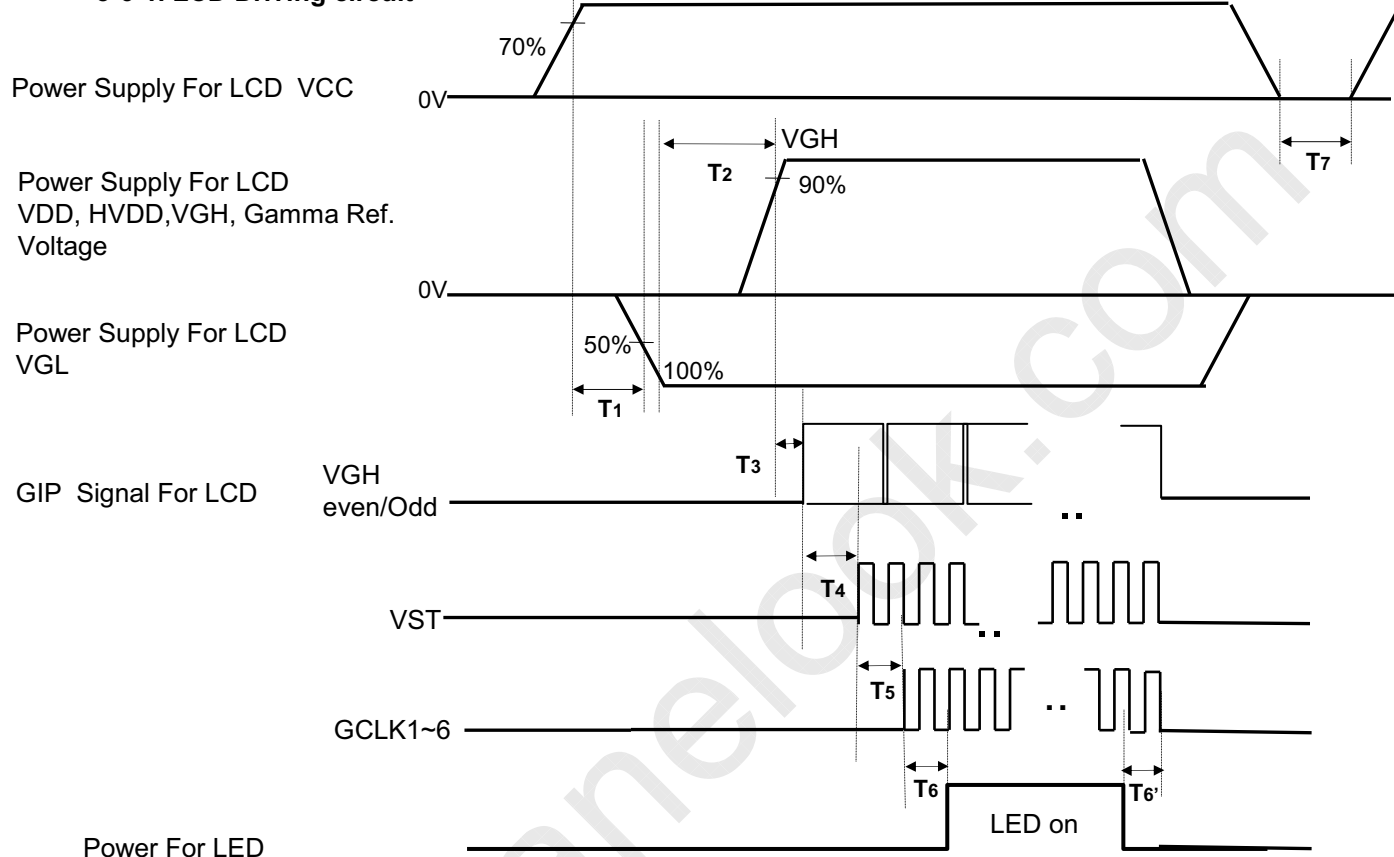 70%
Power Supply For LCD VCC
0V
VGH
T2
T7
90%
Power Supply For LCD
VDD, HVDD,VGH, Gamma Ref.
Voltage
0V
Power Supply For LCD
VGL
50%
100%
T1
T3
GIP Signal For LCD
VGH
even/Odd
..
T4
VST
..
T5
GCLK1~6
..
T6
T6’
LED on
Power For LED
anelook.com